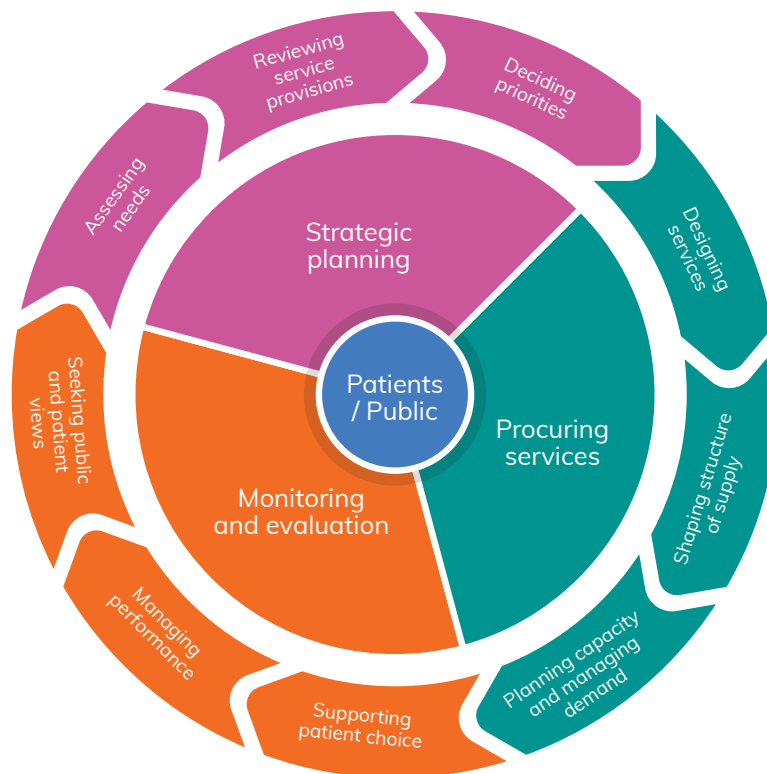 Reviewing
service
provisions
Deciding
priorities
Assessing
needs
Designing
services
Strategic
planning
Patients
/ Public
Seeking public
and patient
views
Procuring
services
Shaping structure
of supply
Monitoring
and evaluation
Managing
performance
Planning capacity
and managing
demand
Supporting
patient choice